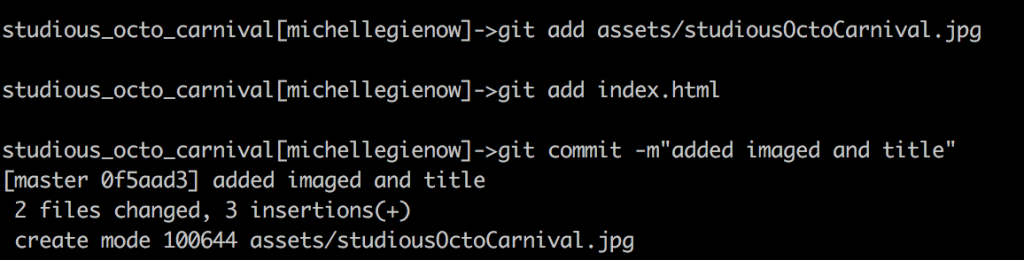 studious_octo_carnival[michellegienow]->git add assets/studiousOctoCarnival.jpg
studious_octo_carnival[michellegienow]->git add index.html
studious_octo_carnival[michellegienow]->git commit -m"added imaged and title"
[master 0f5aad3] added imaged and title
2 files changed, 3 insertions(+)
create mode 100644 assets/studiousOctoCarnival.jpg